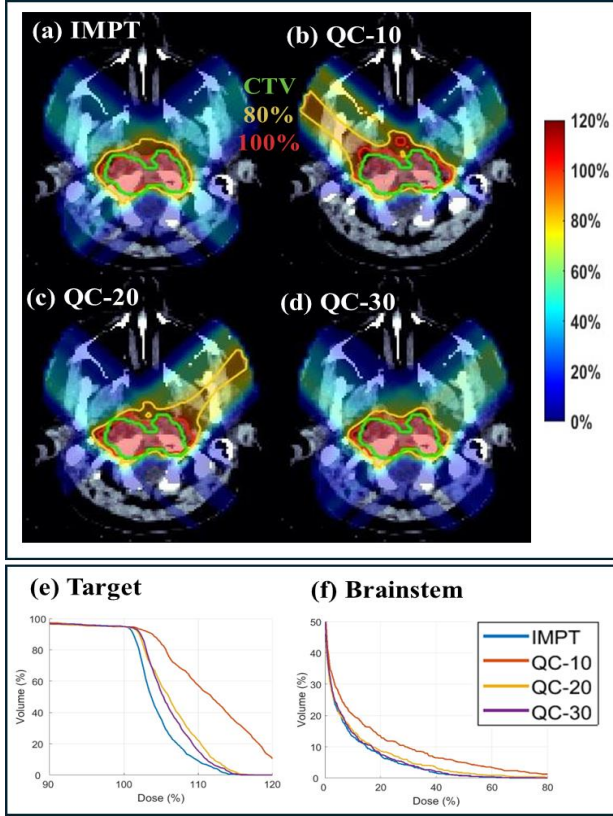 (a) IMPT
(b) QC-10
CTV
80%
100%
120%
100%
80%
60%
40%
20%
0%
(c) QC-20
(d) QC-30
(e) Target
(f) Brainstem
100
80
60
40
20
0
Volume (%)
90
100
110
120
Dose (%)
50
40
30
20
10
0
Volume (%)
0
20
40
60
80
Dose (%)
IMPT
QC-10
QC-20
QC-30